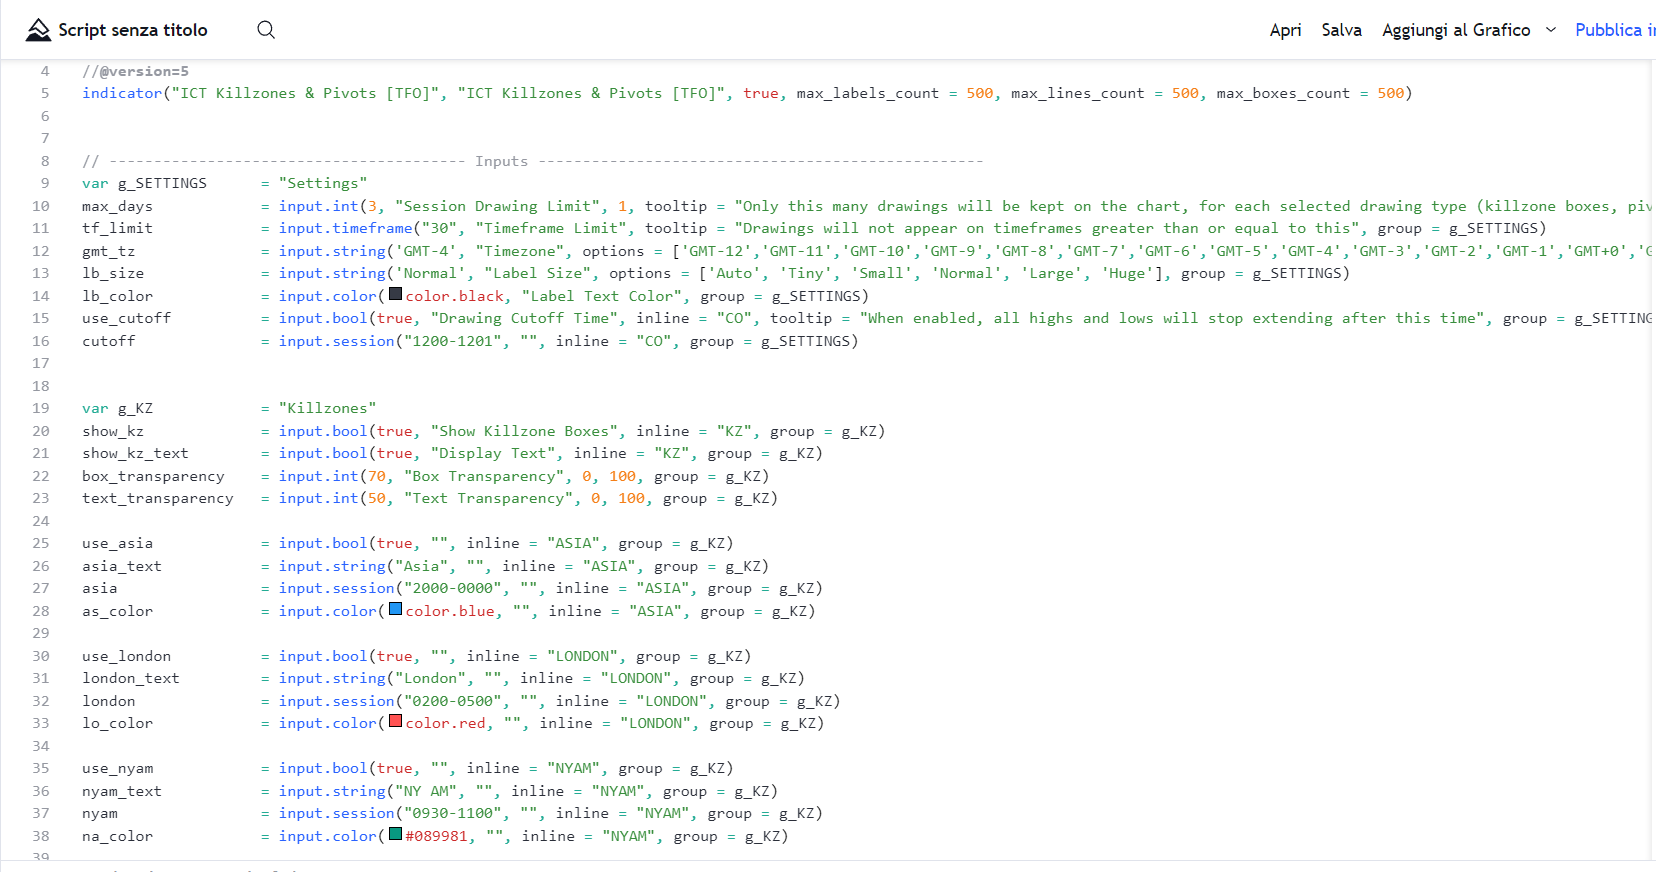 Script senza titolo
Apri Salva Aggiungi al Grafico Pubblica
4 //@version=5
5 indicator("ICT Killzones & Pivots [TFO]", "ICT Killzones & Pivots [TFO]", true, max_labels_count = 500, max_lines_count = 500, max_boxes_count = 500)
6
7
8 // ---------------------------------------- Inputs --------------------------------------------------
9 var g_SETTINGS = "Settings"
10 max_days = input.int(3, "Session Drawing Limit", 1, tooltip = "Only this many drawings will be kept on the chart, for each selected drawing type (killzone boxes,
11 tf_limit = input.timeframe("30", "Timeframe Limit", tooltip = "Drawings will not appear on timeframes greater than or equal to this", group = g_SETTINGS)
12 gmt_tz = input.string('GMT-4', "Timezone", options = ['GMT-12','GMT-11','GMT-10','GMT-9','GMT-8','GMT-7','GMT-6','GMT-5','GMT-4','GMT-3','GMT-2','GMT-1','GMT+0','G
13 lb_size = input.string('Normal', "Label Size", options = ['Auto', 'Tiny', 'Small', 'Normal', 'Large', 'Huge'], group = g_SETTINGS)
14 lb_color = input.color(color.black, "Label Text Color", group = g_SETTINGS)
15 use_cutoff = input.bool(true, "Drawing Cutoff Time", inline = "CO", tooltip = "When enabled, all highs and lows will stop extending after this time", group = g_SETTING
16 cutoff = input.session("1200-1201", "", inline = "CO", group = g_SETTINGS)
17
18
19 var g_KZ = "Killzones"
20 show_kz = input.bool(true, "Show Killzone Boxes", inline = "KZ", group = g_KZ)
21 show_kz_text = input.bool(true, "Display Text", inline = "KZ", group = g_KZ)
22 box_transparency = input.int(70, "Box Transparency", 0, 100, group = g_KZ)
23 text_transparency = input.int(50, "Text Transparency", 0, 100, group = g_KZ)
24
25 use_asia = input.bool(true, "", inline = "ASIA", group = g_KZ)
26 asia_text = input.string("Asia", "", inline = "ASIA", group = g_KZ)
27 asia = input.session("2000-0000", "", inline = "ASIA", group = g_KZ)
28 as_color = input.color(color.blue, "", inline = "ASIA", group = g_KZ)
29
30 use_london = input.bool(true, "", inline = "LONDON", group = g_KZ)
31 london_text = input.string("London", "", inline = "LONDON", group = g_KZ)
32 london = input.session("0200-0500", "", inline = "LONDON", group = g_KZ)
33 lo_color = input.color(color.red, "", inline = "LONDON", group = g_KZ)
34
35 use_nyam = input.bool(true, "", inline = "NYAM", group = g_KZ)
36 nyam_text = input.string("NY AM", "", inline = "NYAM", group = g_KZ)
37 nyam = input.session("0930-1100", "", inline = "NYAM", group = g_KZ)
38 na_color = input.color(#089981, "", inline = "NYAM", group = g_KZ)
39